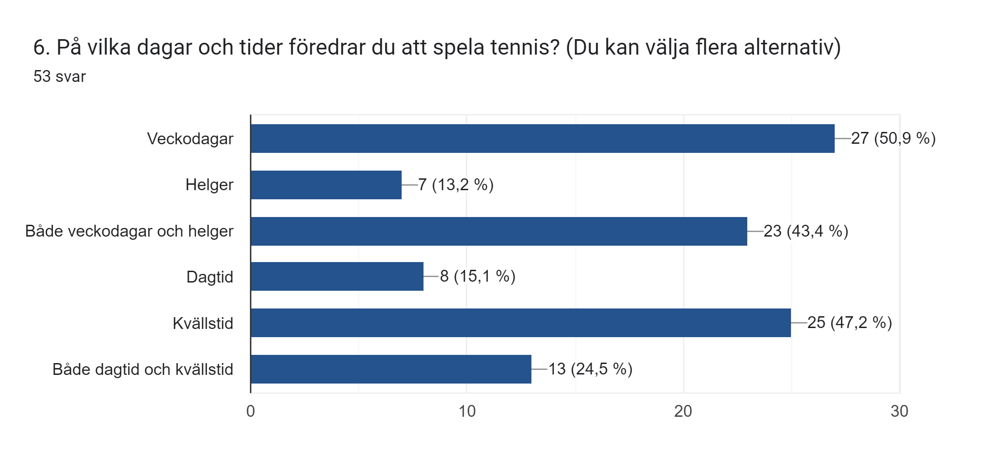 6. På vilka dagar och tider föredrar du att spela tennis? (Du kan välja flera alternativ)
53 svar
Veckodagar 27 (50,9 %)
Helger 7 (13,2 %)
Både veckodagar och helger 23 (43,4 %)
Dagtid 8 (15,1 %)
Kvällstid 25 (47,2 %)
Både dagtid och kvällstid 13 (24,5 %)
0 10 20 30